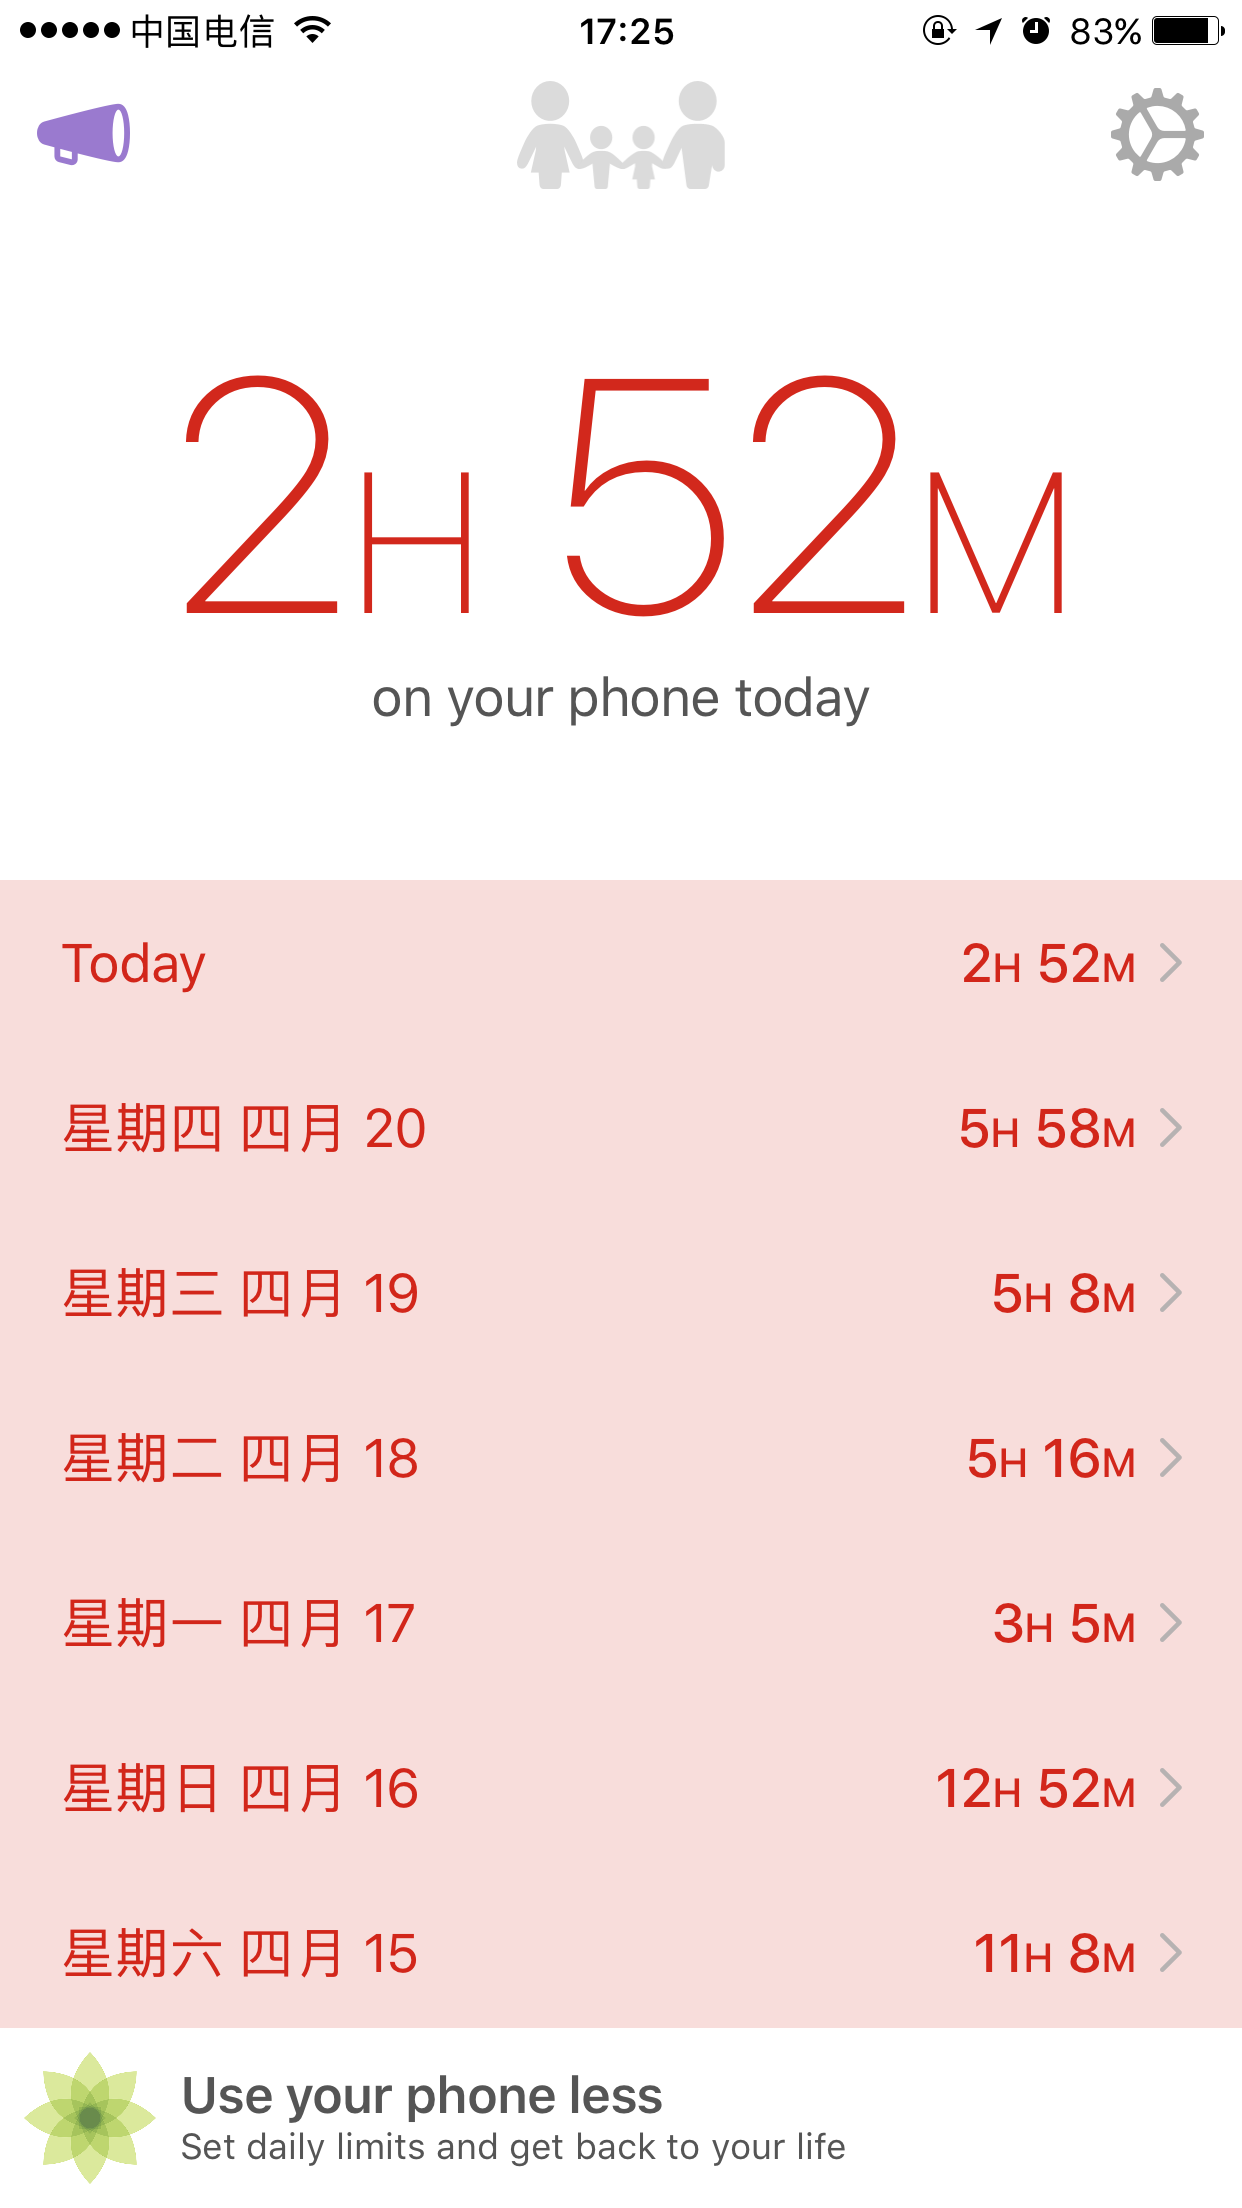 中国电信 17:25 83%
2H 52M
on your phone today
Today 2H 52M
星期四 四月 20 5H 58M
星期三 四月 19 5H 8M
星期二 四月 18 5H 16M
星期一 四月 17 3H 5M
星期日 四月 16 12H 52M
星期六 四月 15 11H 8M
Use your phone less
Set daily limits and get back to your life